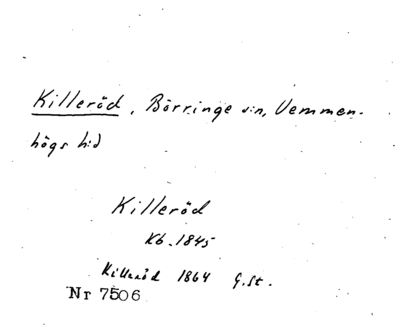 Killeröd, Börringe sn, Vemmen-
högs hd
Killeröd
Kb. 1845
Killeröd 1864 G.St.
Nr 7506